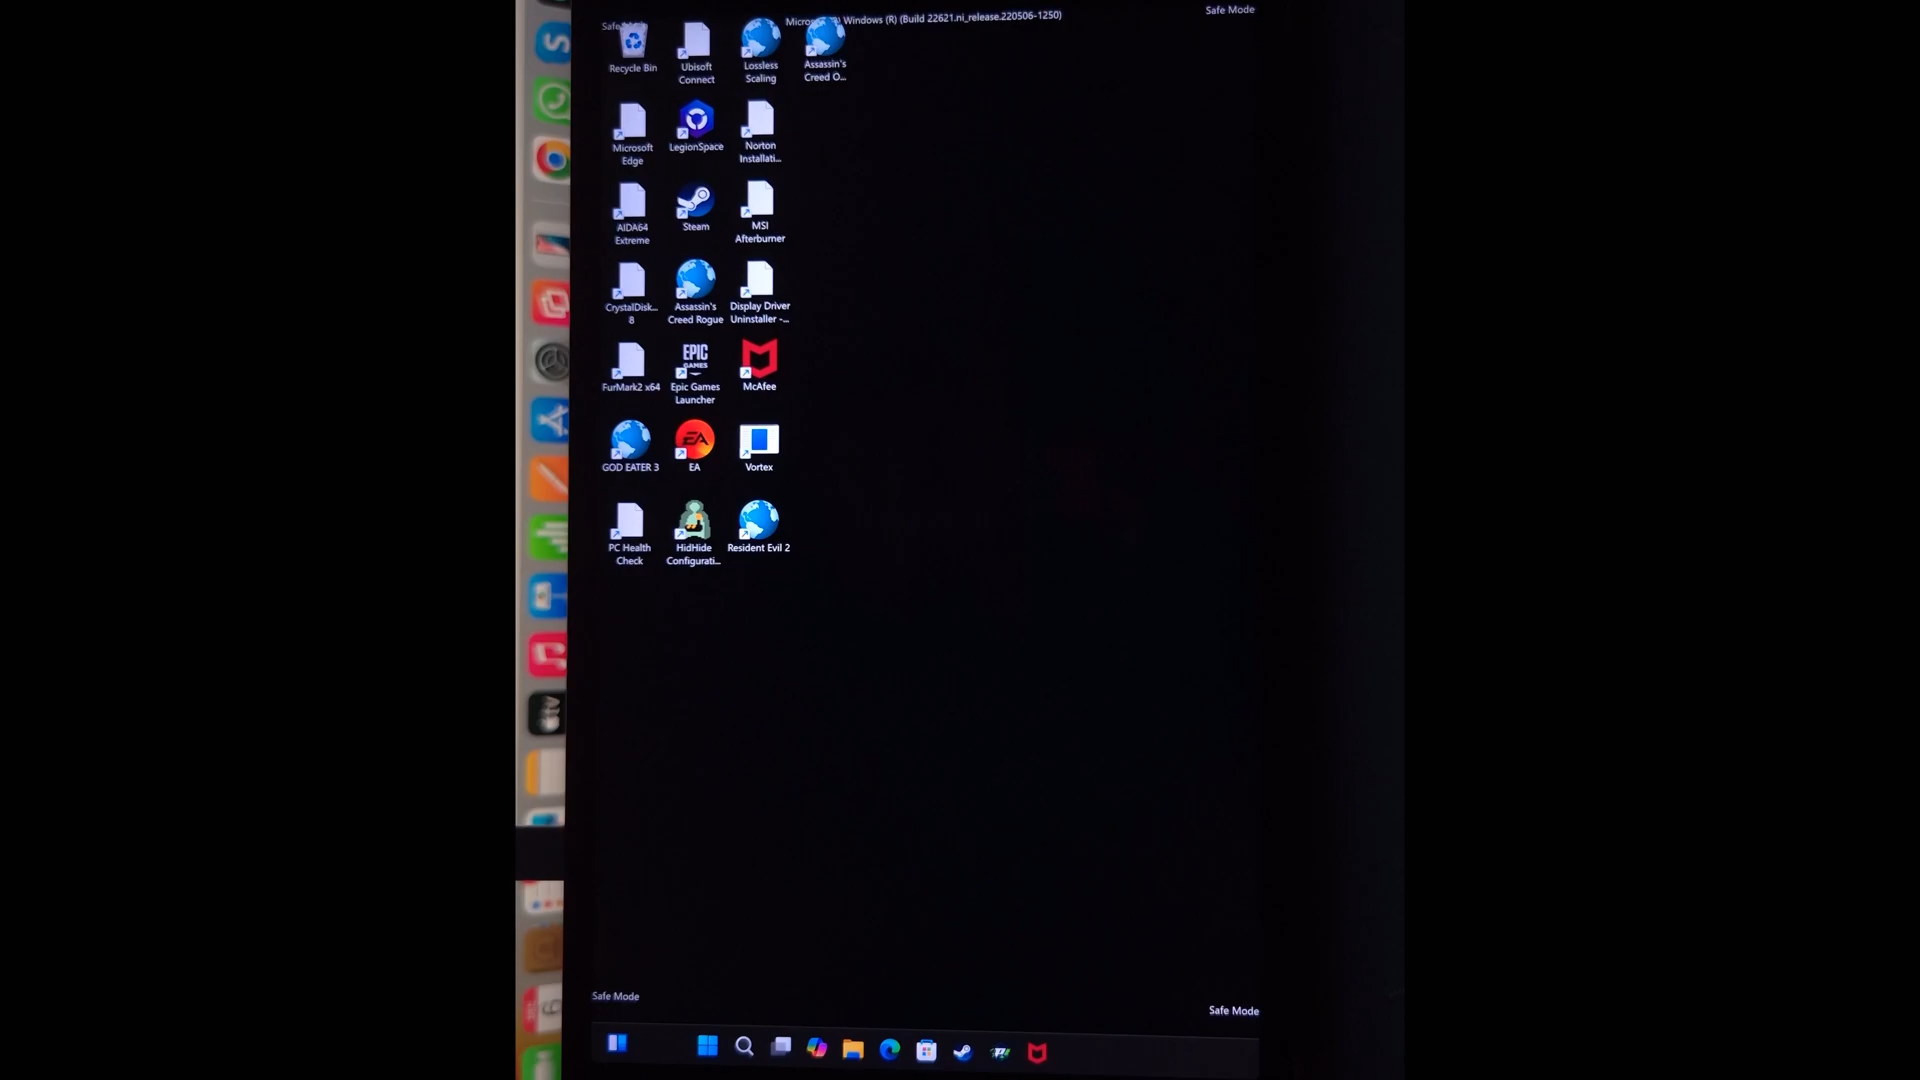 Microsoft (R) Windows (R) (Build 22621.ni_release.220506-1250)
Safe Mode
Recycle Bin
Ubisoft
Connect
Lossless
Scaling
Assassin's
Creed O...
Microsoft
Edge
LegionSpace
Norton
Installati...
AIDA64
Extreme
Steam
MSI
Afterburner
CrystalDisk...
8
Assassin's
Creed Rogue
Display Driver
Uninstaller -...
FurMark2 x64
EPIC
GAMES
Epic Games
Launcher
McAfee
GOD EATER 3
EA
EA
Vortex
PC Health
Check
HidHide
Configurati...
Resident Evil 2
Safe Mode
Safe Mode